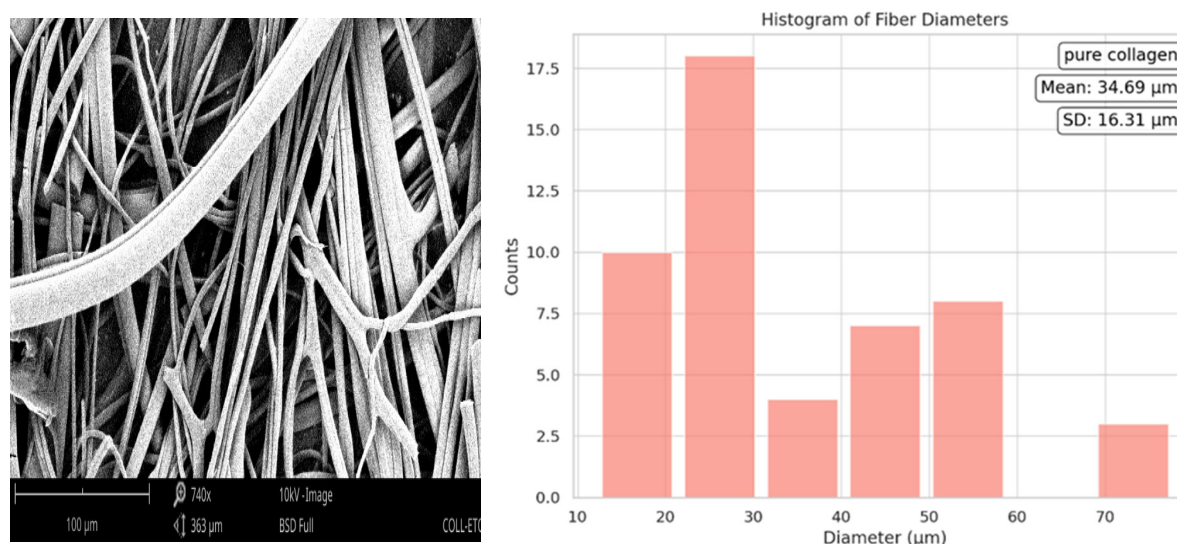 740x
10kV -Image
100 µm
363 µm
BSD Full
COLL-ETO
Histogram of Fiber Diameters
pure collagen
Mean: 34.69 µm
SD: 16.31 µm
Counts
17.5
15.0
12.5
10.0
7.5
5.0
2.5
0.0
10 20 30 40 50 60 70
Diameter (µm)